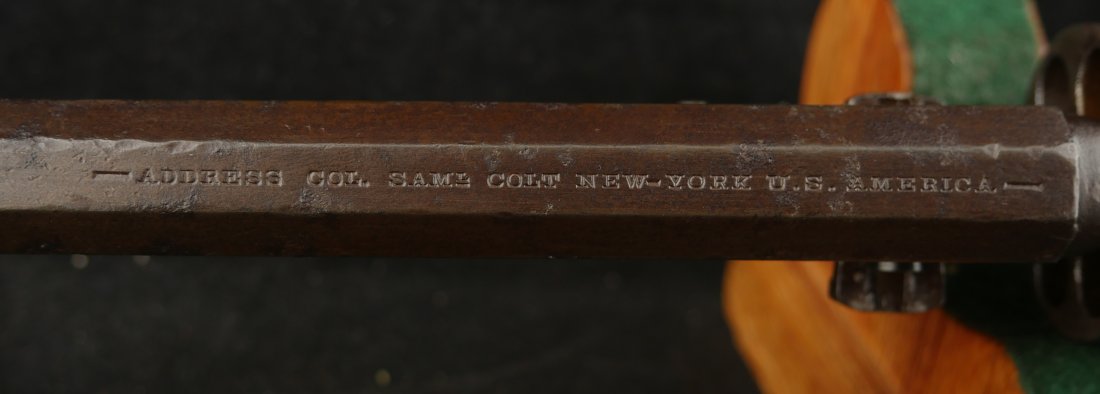 — ADDRESS COL. SAML COLT NEW-YORK U.S. AMERICA —